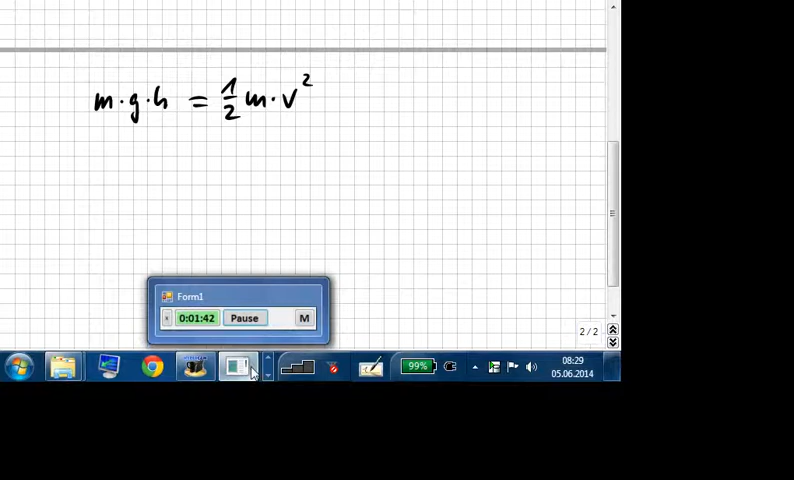 m·g·h = 1/2 m·v²
Form1
0:01:42 Pause M
2/2
99%
08:29
05.06.2014